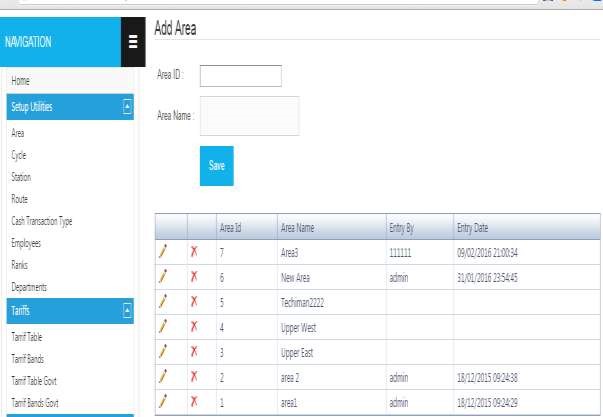 NAVIGATION
Add Area
Home
Area ID :
Setup Utilities
Area Name :
Area
Cycle
Station
Save
Route
Cash Transaction Type
Employees
Ranks
Departments
Tariffs
Tarrif Table
Tarrif Bands
Tarrif Table Govt
Tarrif Bands Govt
Area Id Area Name Entry By Entry Date
7 Area3 111111 09/02/2016 21:00:34
6 New Area admin 31/01/2016 23:54:45
5 Techiman2222
4 Upper West
3 Upper East
2 area 2 admin 18/12/2015 09:24:38
1 area1 admin 18/12/2015 09:24:29